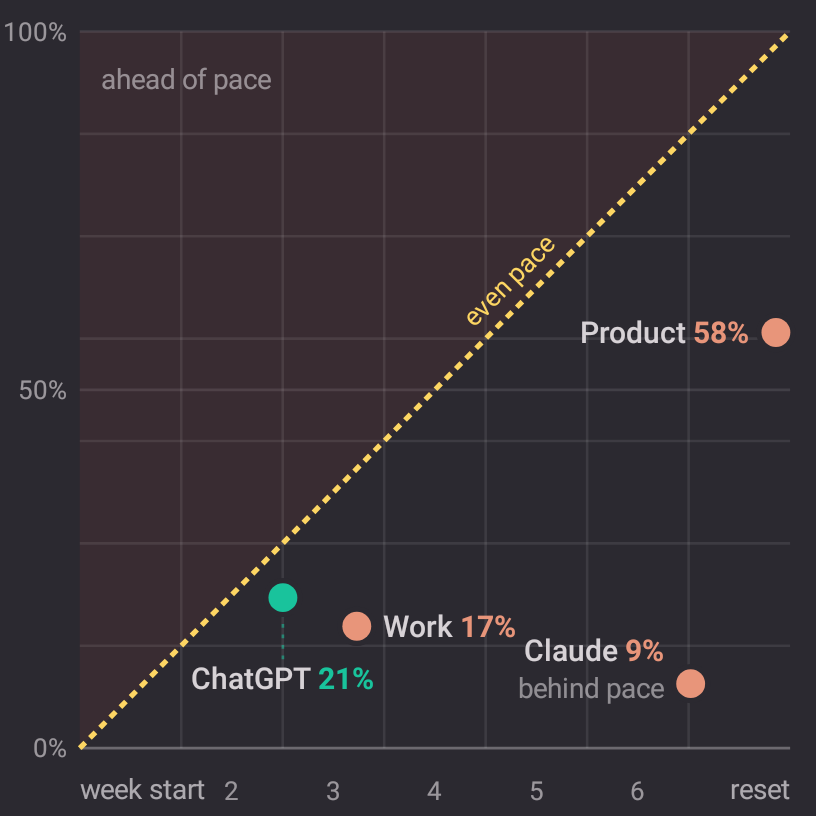 100%
ahead of pace
even pace
Product 58%
50%
Work 17%
Claude 9%
ChatGPT 21%
behind pace
0%
week start 2 3 4 5 6 reset